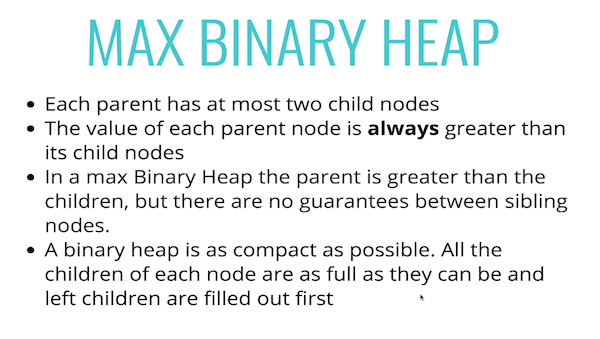 MAX BINARY HEAP
• Each parent has at most two child nodes
• The value of each parent node is always greater than
its child nodes
• In a max Binary Heap the parent is greater than the
children, but there are no guarantees between sibling
nodes.
• A binary heap is as compact as possible. All the
children of each node are as full as they can be and
left children are filled out first